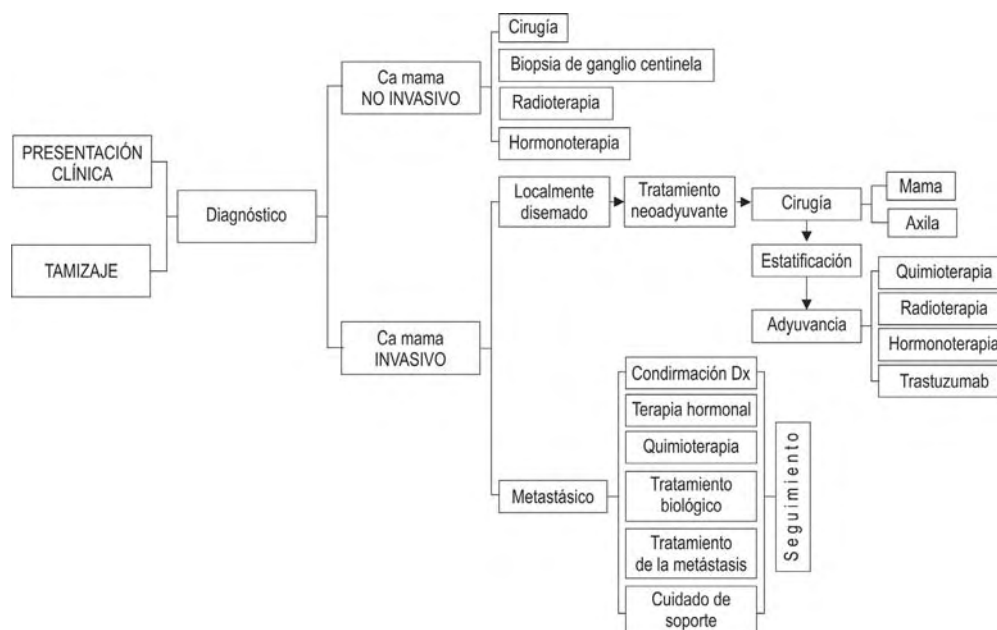 PRESENTACIÓN
CLÍNICA
TAMIZAJE
Diagnóstico
Ca mama
NO INVASIVO
Cirugía
Biopsia de ganglio centinela
Radioterapia
Hormonoterapia
Ca mama
INVASIVO
Localmente
disemado
Tratamiento
neoadyuvante
Cirugía
Mama
Axila
Estatificación
Adyuvancia
Quimioterapia
Radioterapia
Hormonoterapia
Trastuzumab
Metastásico
Condirmación Dx
Terapia hormonal
Quimioterapia
Tratamiento
biológico
Tratamiento
de la metástasis
Cuidado de
soporte
Seguimiento